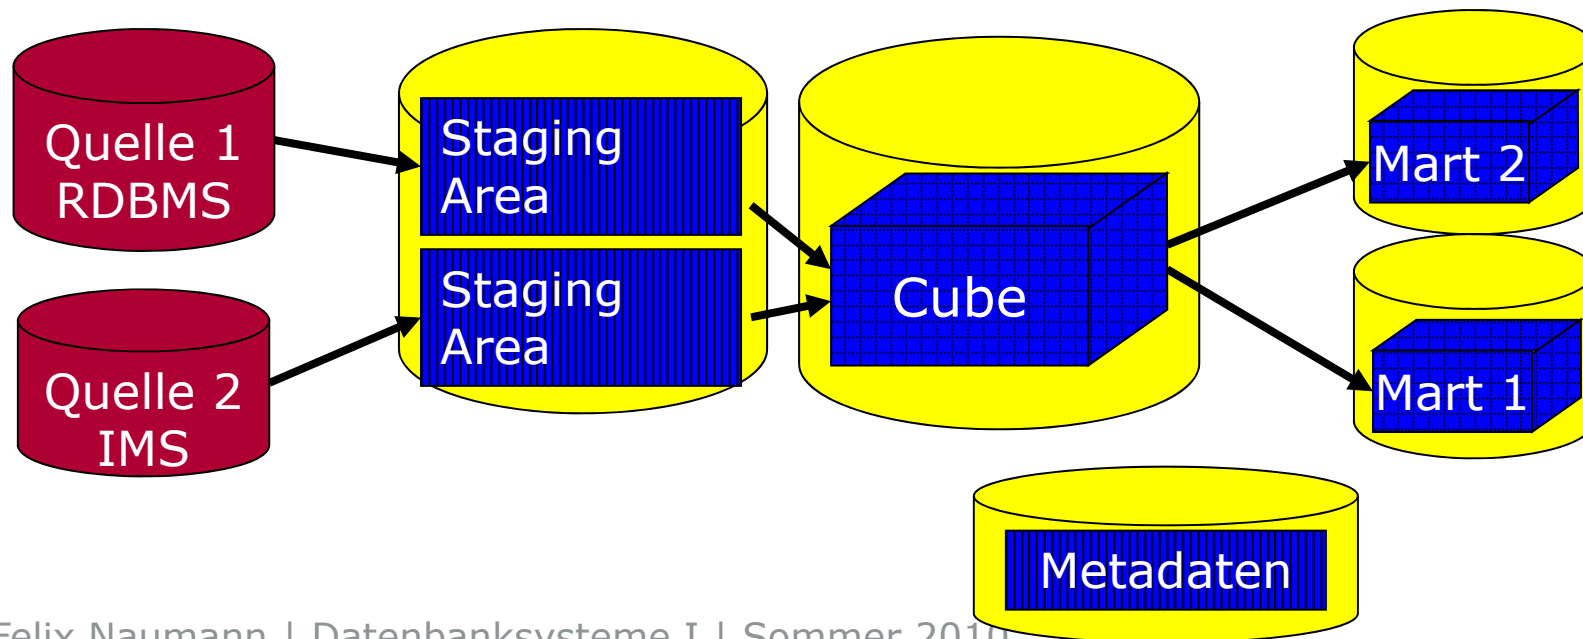 Quelle 1
RDBMS
Quelle 2
IMS
Staging
Area
Staging
Area
Cube
Mart 2
Mart 1
Metadaten
Felix Naumann | Datenbanksysteme I | Sommer 2010